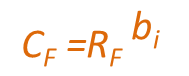 C_F =R_F b_i